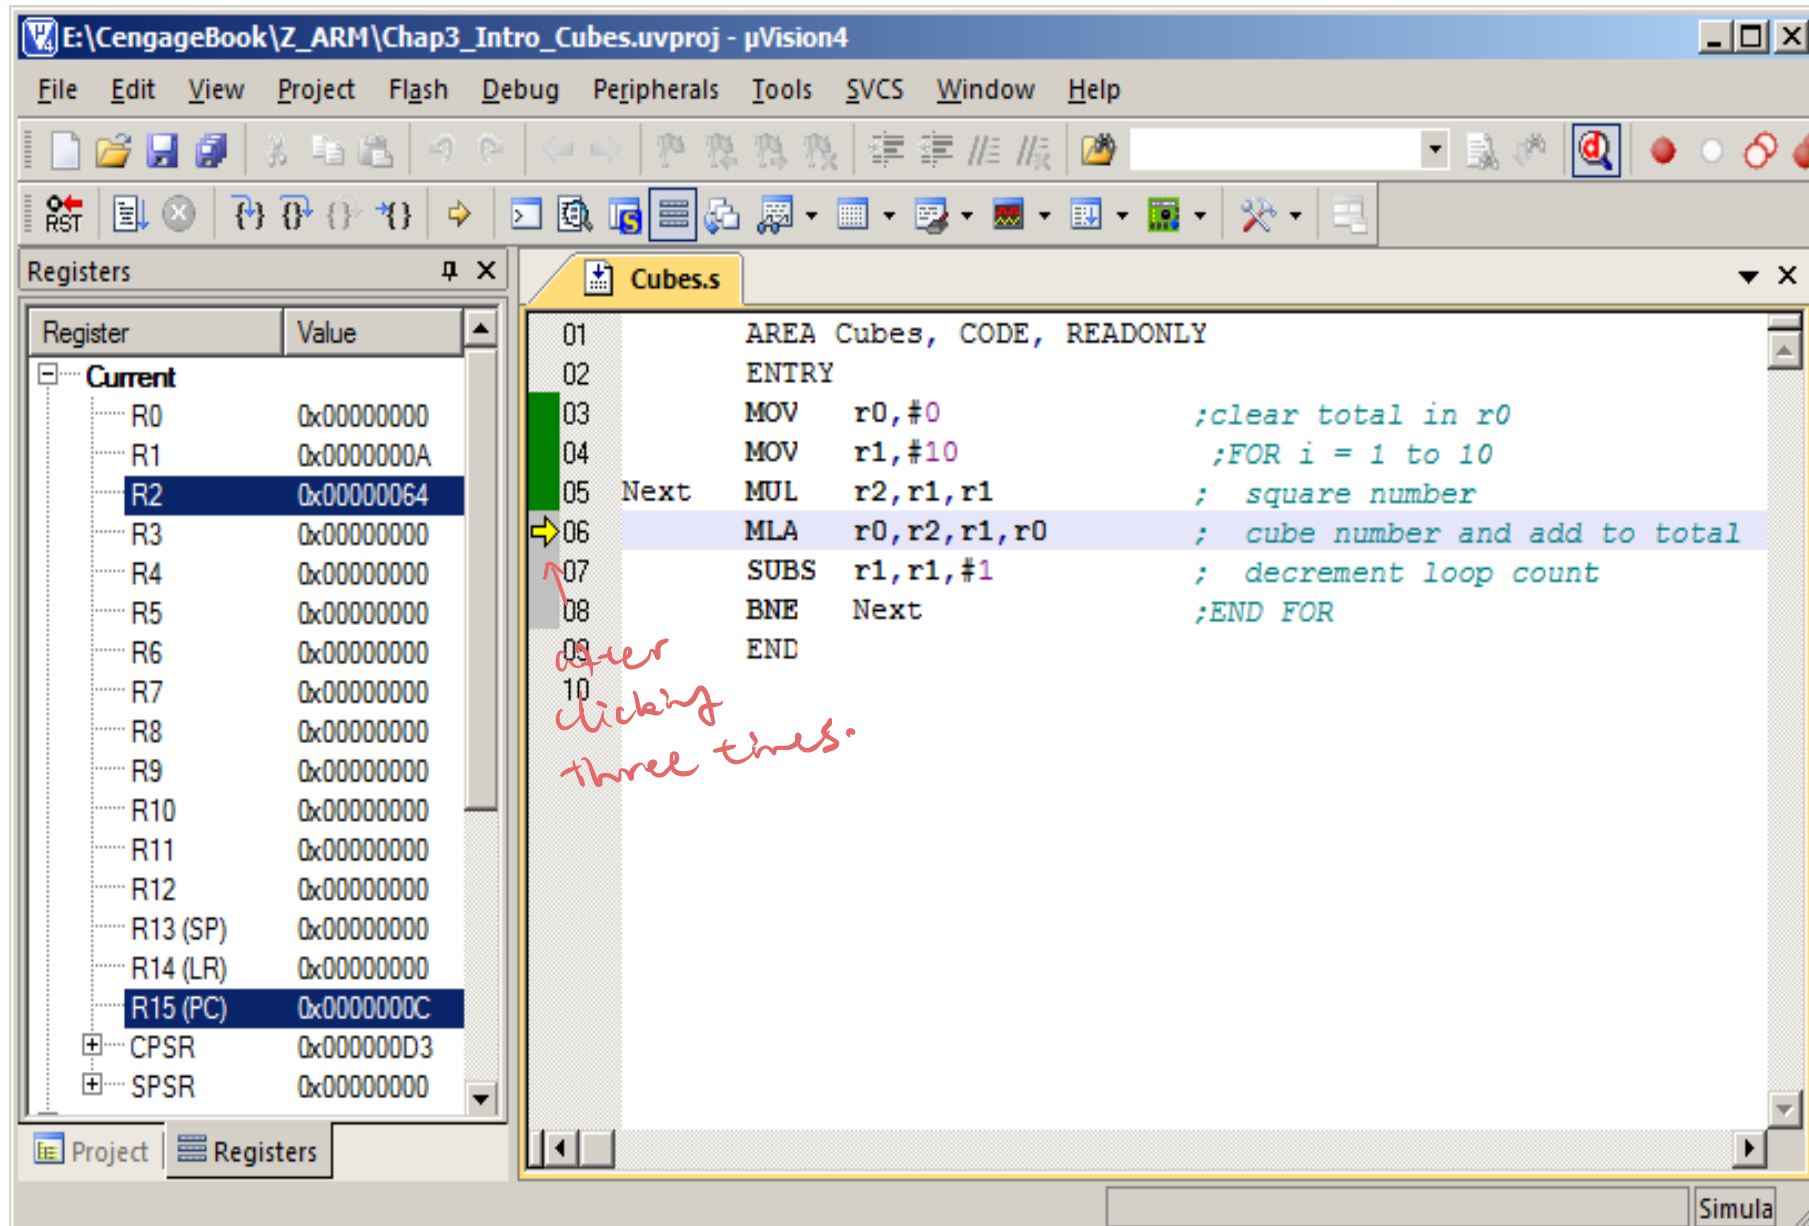 E:\CengageBook\Z_ARM\Chap3_Intro_Cubes.uvproj - µVision4
File Edit View Project Flash Debug Peripherals Tools SVCS Window Help
RST
Registers
Cubes.s
Register Value
Current
R0 0x00000000
R1 0x0000000A
R2 0x00000064
R3 0x00000000
R4 0x00000000
R5 0x00000000
R6 0x00000000
R7 0x00000000
R8 0x00000000
R9 0x00000000
R10 0x00000000
R11 0x00000000
R12 0x00000000
R13 (SP) 0x00000000
R14 (LR) 0x00000000
R15 (PC) 0x0000000C
CPSR 0x000000D3
SPSR 0x00000000
Project Registers
01 AREA Cubes, CODE, READONLY
02 ENTRY
03 MOV r0,#0 ;clear total in r0
04 MOV r1,#10 ;FOR i = 1 to 10
05 Next MUL r2,r1,r1 ; square number
06 MLA r0,r2,r1,r0 ; cube number and add to total
07 SUBS r1,r1,#1 ; decrement loop count
08 BNE Next ;END FOR
09 END
10
after
clicking
three times.
Simula